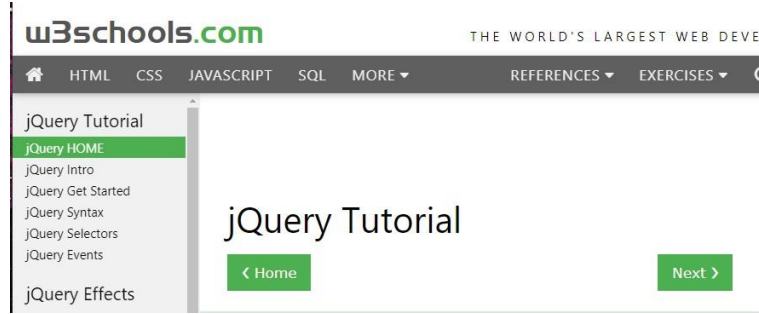 w3schools.com
THE WORLD'S LARGEST WEB DEVE
HTML CSS JAVASCRIPT SQL MORE REFERENCES EXERCISES
jQuery Tutorial
jQuery HOME
jQuery Intro
jQuery Get Started
jQuery Syntax
jQuery Selectors
jQuery Events
jQuery Effects
jQuery Tutorial
❮ Home
Next ❯